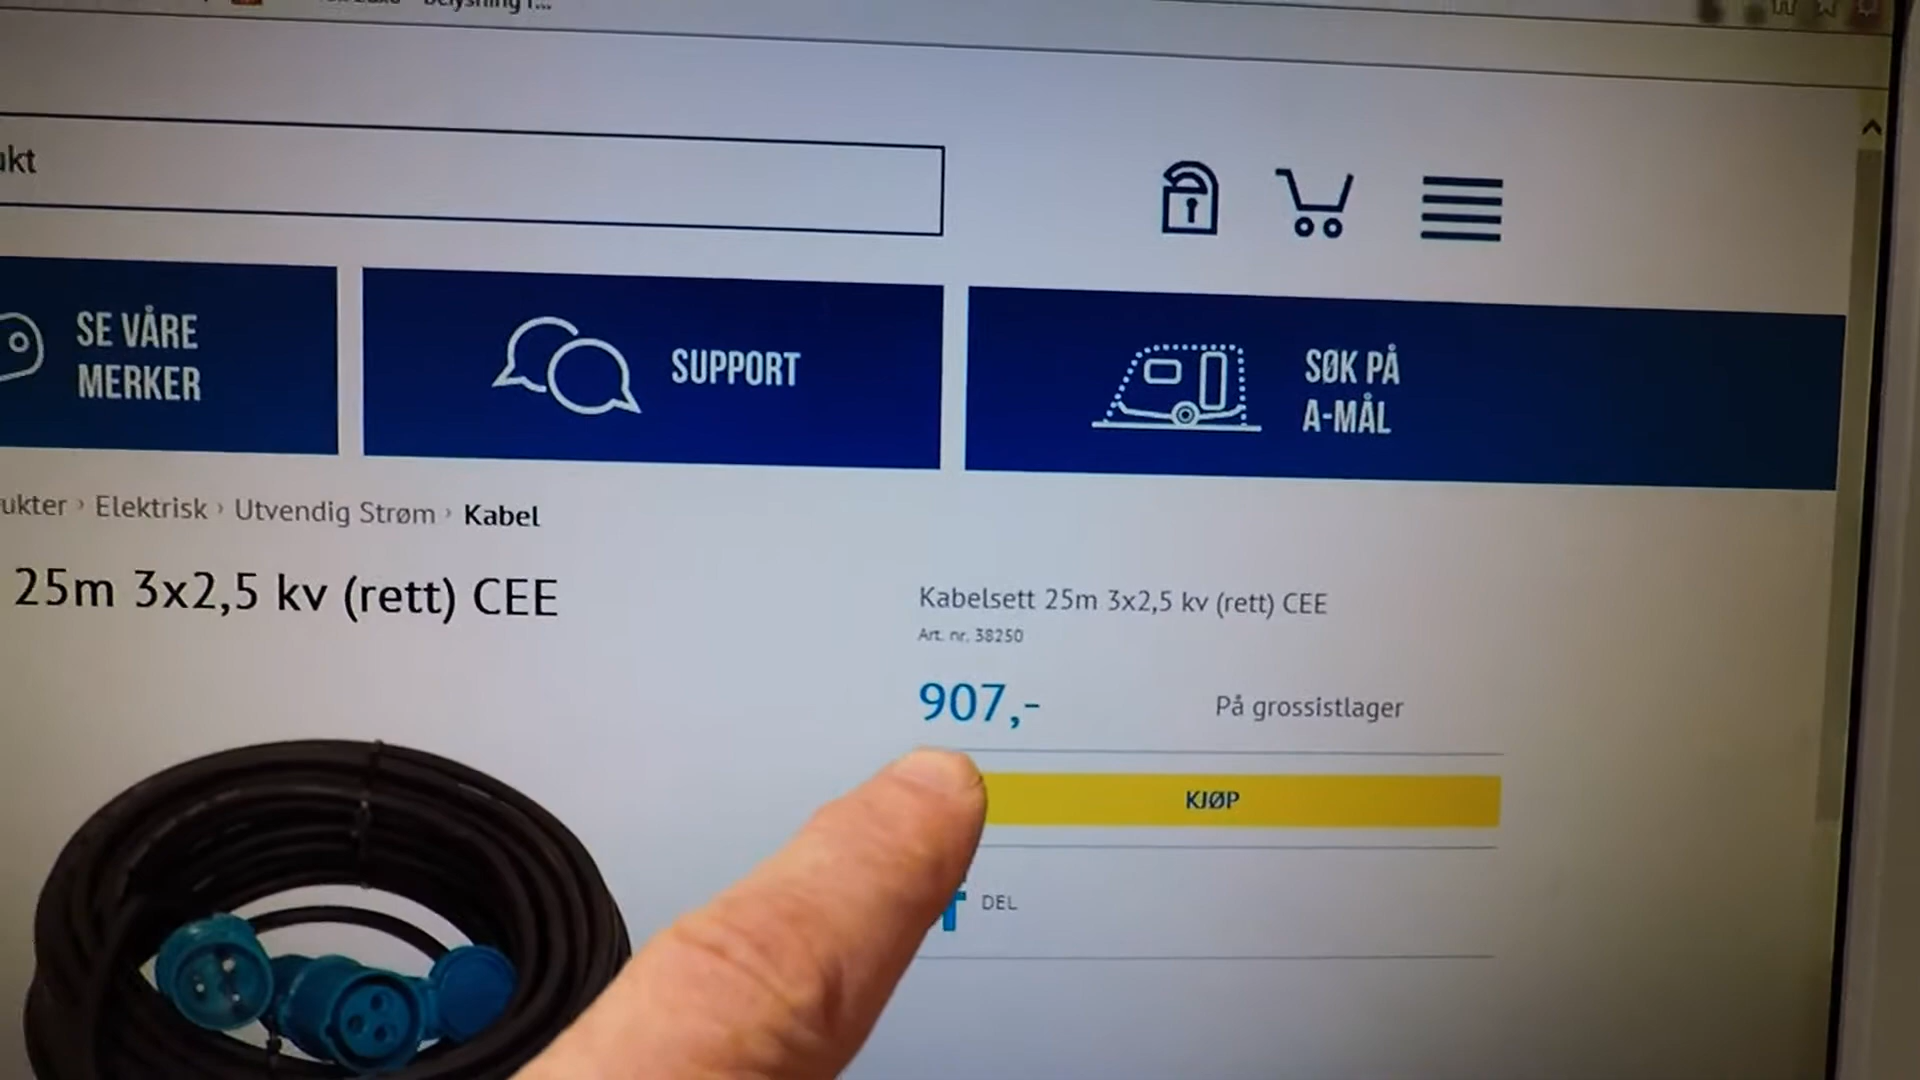 ukt
SE VÅRE
MERKER
SUPPORT
SØK PÅ
A-MÅL
ukter › Elektrisk › Utvendig Strøm › Kabel
25m 3x2,5 kv (rett) CEE
Kabelsett 25m 3x2,5 kv (rett) CEE
Art. nr. 38250
907,-
På grossistlager
KJØP
DEL